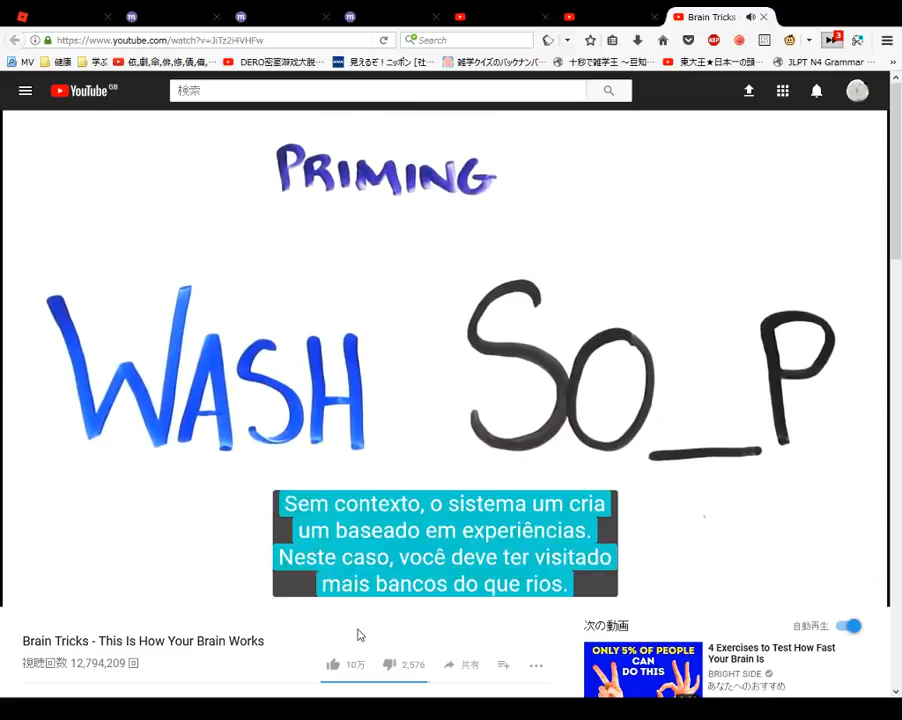 Brain Tricks -
https://www.youtube.com/watch?v=JiTz2i4VHFw
Search
MV
健康
学ぶ
DERO密室游戏大脱...
見えるぞ！ニッポン [社...
雑学クイズのバックナンバ...
十秒で雑学王 〜豆知...
東大王★日本一の頭...
JLPT N4 Grammar ...
YouTube GB
検索
PRIMING
WASH SO_P
Sem contexto, o sistema um cria
um baseado em experiências.
Neste caso, você deve ter visitado
mais bancos do que rios.
Brain Tricks - This Is How Your Brain Works
視聴回数 12,794,209 回
10万
2,576
共有
次の動画
自動再生
ONLY 5% OF PEOPLE
CAN
DO THIS
4 Exercises to Test How Fast
Your Brain Is
BRIGHT SIDE
あなたへのおすすめ